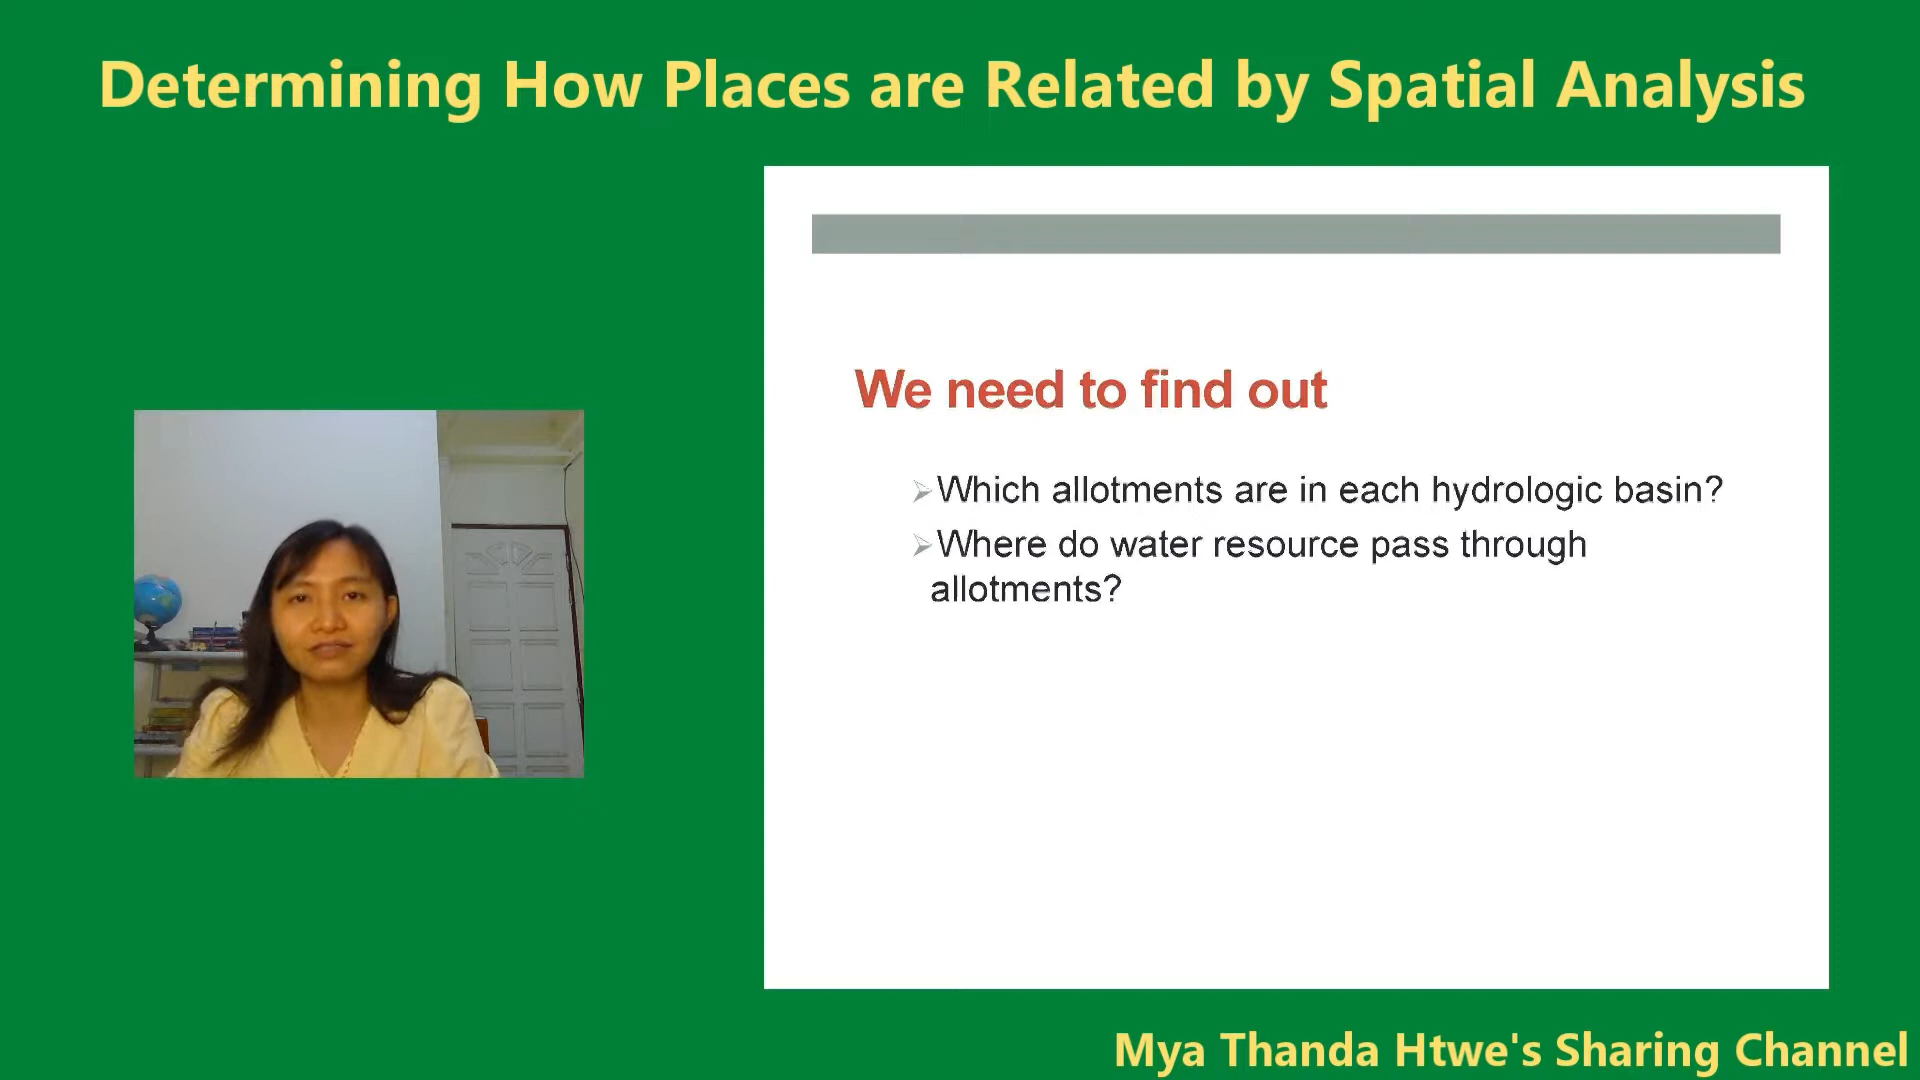 Determining How Places are Related by Spatial Analysis
We need to find out
➢Which allotments are in each hydrologic basin?
➢Where do water resource pass through
allotments?
Mya Thanda Htwe's Sharing Channel